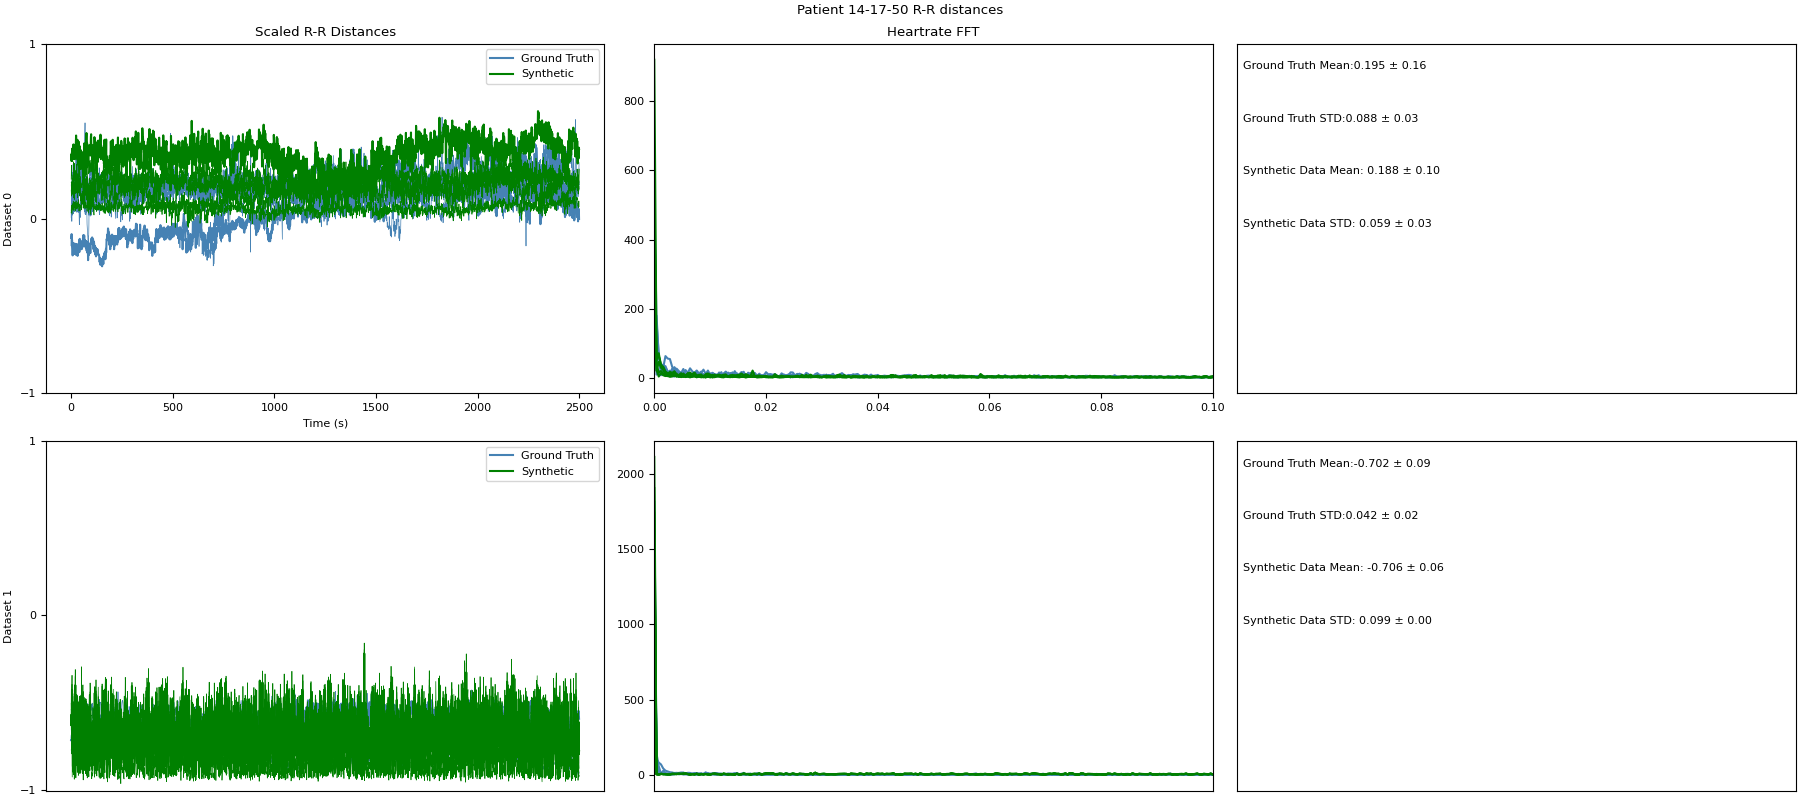 Patient 14-17-50 R-R distances
Scaled R-R Distances
Heartrate FFT
Dataset 0
1
0
−1
Ground Truth
Synthetic
0
500
1000
1500
2000
2500
Time (s)
800
600
400
200
0
0.00
0.02
0.04
0.06
0.08
0.10
Ground Truth Mean:0.195 ± 0.16
Ground Truth STD:0.088 ± 0.03
Synthetic Data Mean: 0.188 ± 0.10
Synthetic Data STD: 0.059 ± 0.03
Dataset 1
1
0
−1
Ground Truth
Synthetic
2000
1500
1000
500
0
Ground Truth Mean:-0.702 ± 0.09
Ground Truth STD:0.042 ± 0.02
Synthetic Data Mean: -0.706 ± 0.06
Synthetic Data STD: 0.099 ± 0.00